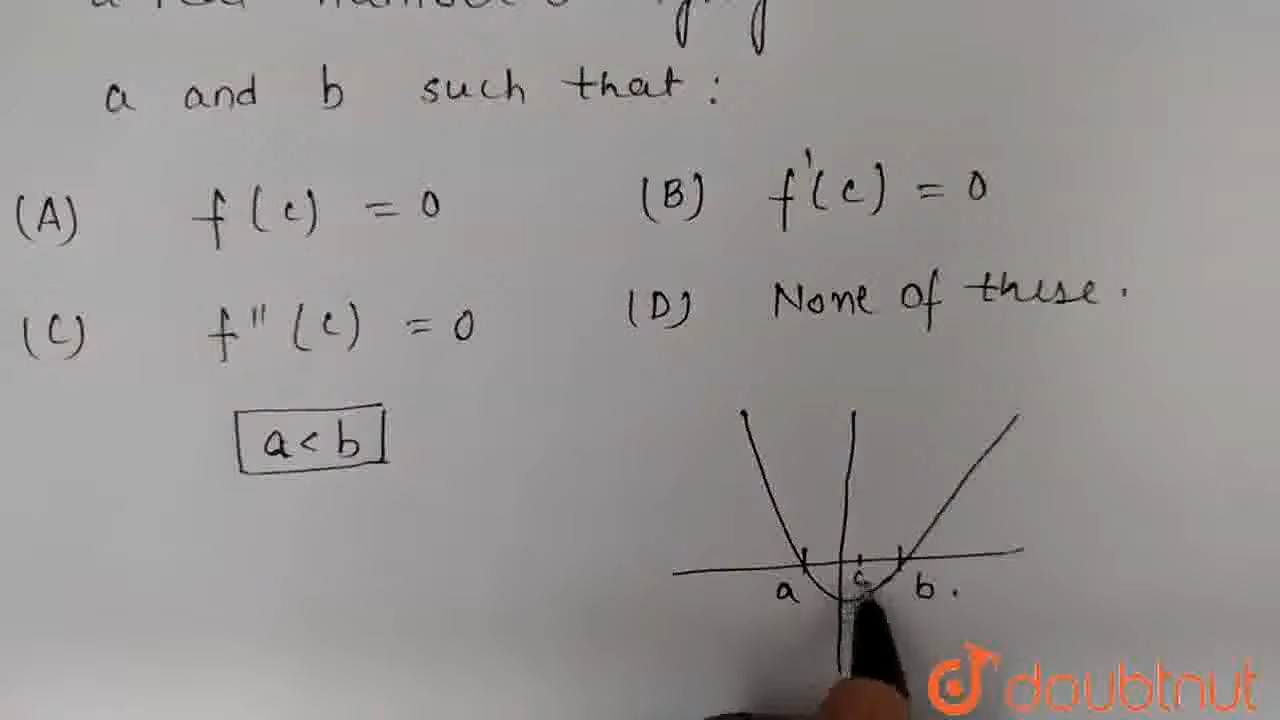 a and b such that :
(A) f(c) = 0 (B) f'(c) = 0
(C) f"(c) = 0 (D) None of these.
a < b
a c b .
doubtnut